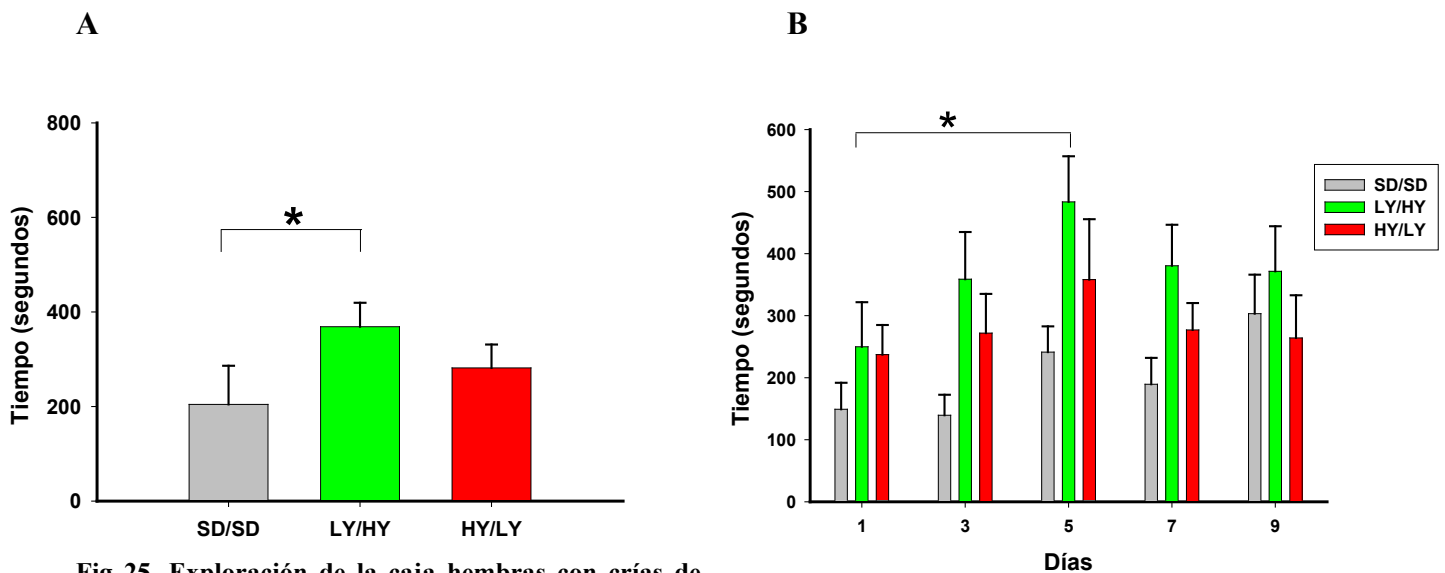 A
800
600
400
200
0
Tiempo (segundos)
*
SD/SD LY/HY HY/LY
Fig 25. Exploración de la caja hembras con crías de
B
600
500
400
300
200
100
0
Tiempo (segundos)
*
1 3 5 7 9
Días
SD/SD
LY/HY
HY/LY